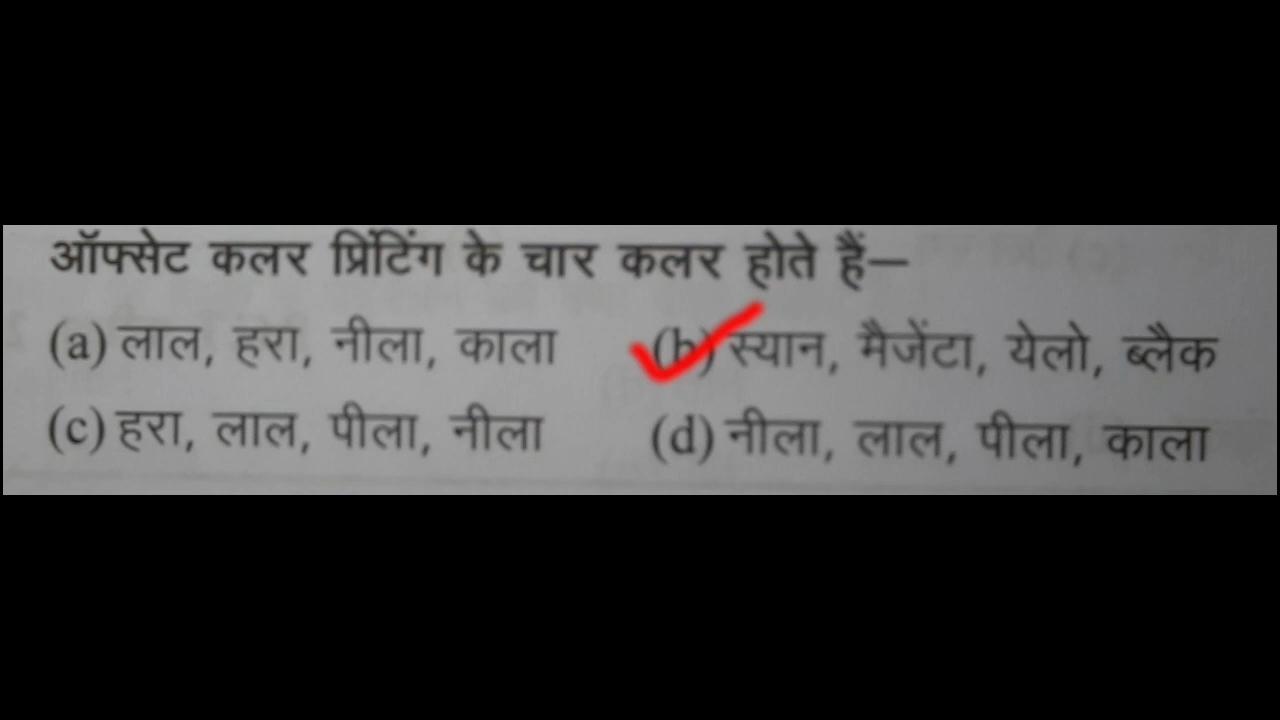 ऑफ्सेट कलर प्रिंटिंग के चार कलर होते हैं—
(a) लाल, हरा, नीला, काला (b) स्यान, मैजेंटा, येलो, ब्लैक
(c) हरा, लाल, पीला, नीला (d) नीला, लाल, पीला, काला